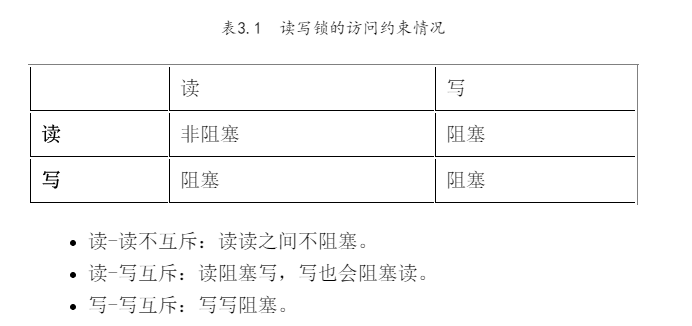 表3.1 读写锁的访问约束情况
读 写
读 非阻塞 阻塞
写 阻塞 阻塞
• 读-读不互斥：读读之间不阻塞。
• 读-写互斥：读阻塞写，写也会阻塞读。
• 写-写互斥：写写阻塞。